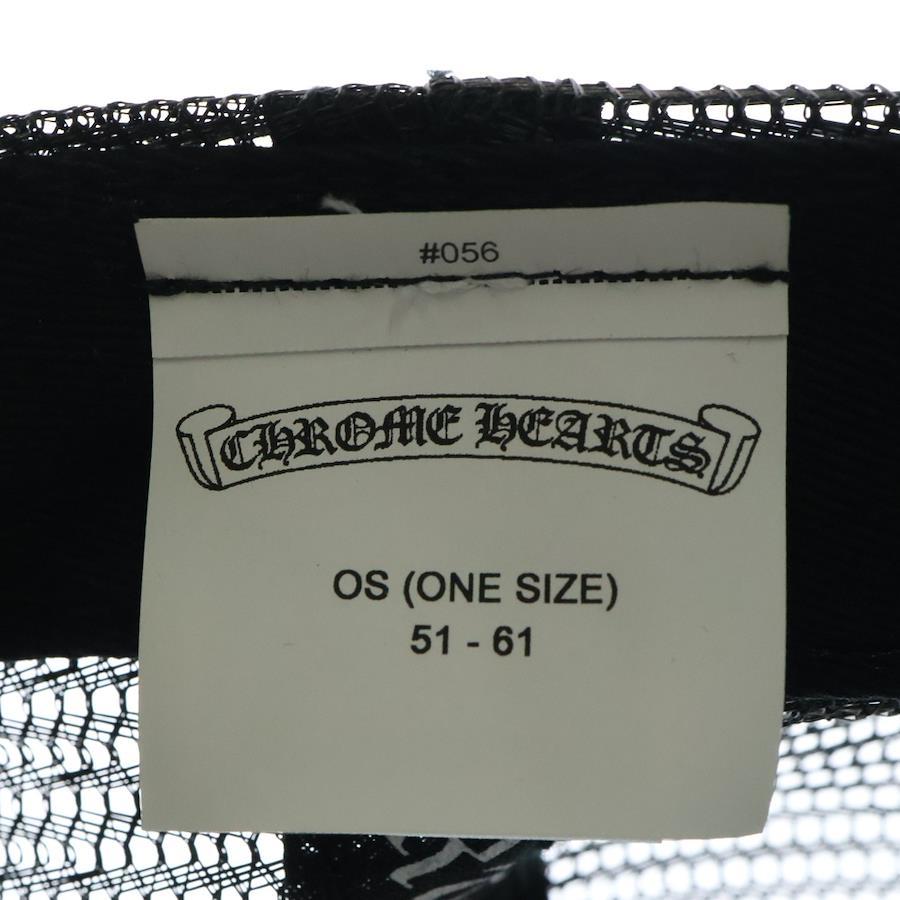 #056
CHROME HEARTS
OS (ONE SIZE)
51 - 61